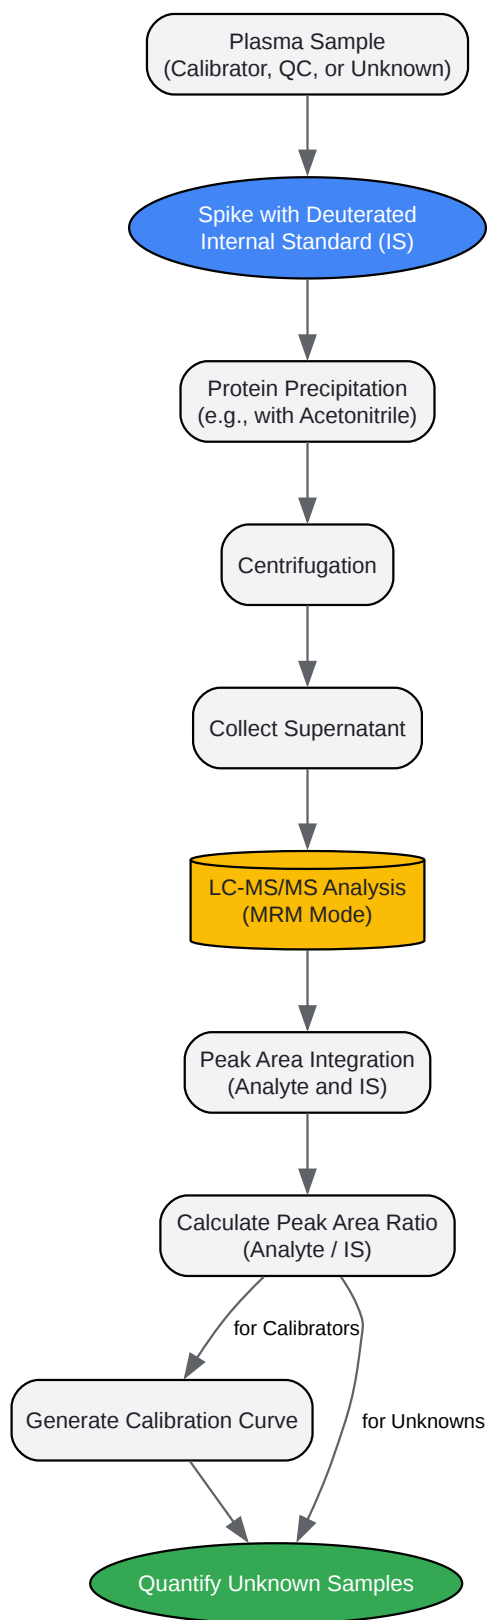 Plasma Sample
(Calibrator, QC, or Unknown)
Spike with Deuterated
Internal Standard (IS)
Protein Precipitation
(e.g., with Acetonitrile)
Centrifugation
Collect Supernatant
LC-MS/MS Analysis
(MRM Mode)
Peak Area Integration
(Analyte and IS)
Calculate Peak Area Ratio
(Analyte / IS)
for Calibrators
Generate Calibration Curve
for Unknowns
Quantify Unknown Samples